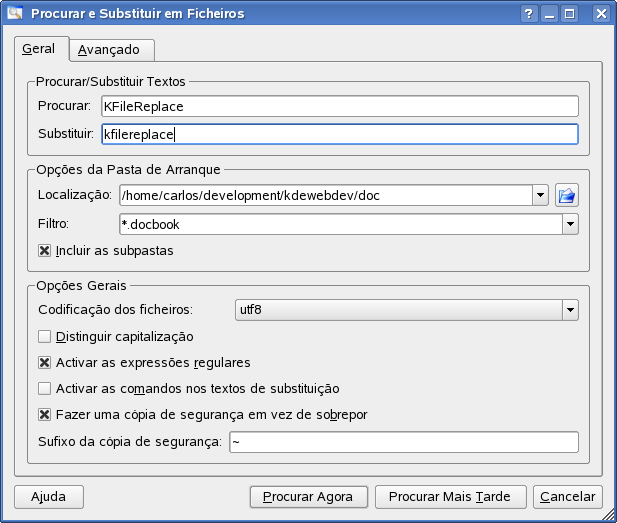 Procurar e Substituir em Ficheiros
Geral
Avançado
Procurar/Substituir Textos
Procurar: KFileReplace
Substituir: kfilereplace
Opções da Pasta de Arranque
Localização: /home/carlos/development/kdewebdev/doc
Filtro: *.docbook
Incluir as subpastas
Opções Gerais
Codificação dos ficheiros: utf8
Distinguir capitalização
Activar as expressões regulares
Activar as comandos nos textos de substituição
Fazer uma cópia de segurança em vez de sobrepor
Sufixo da cópia de segurança: ~
Ajuda
Procurar Agora
Procurar Mais Tarde
Cancelar